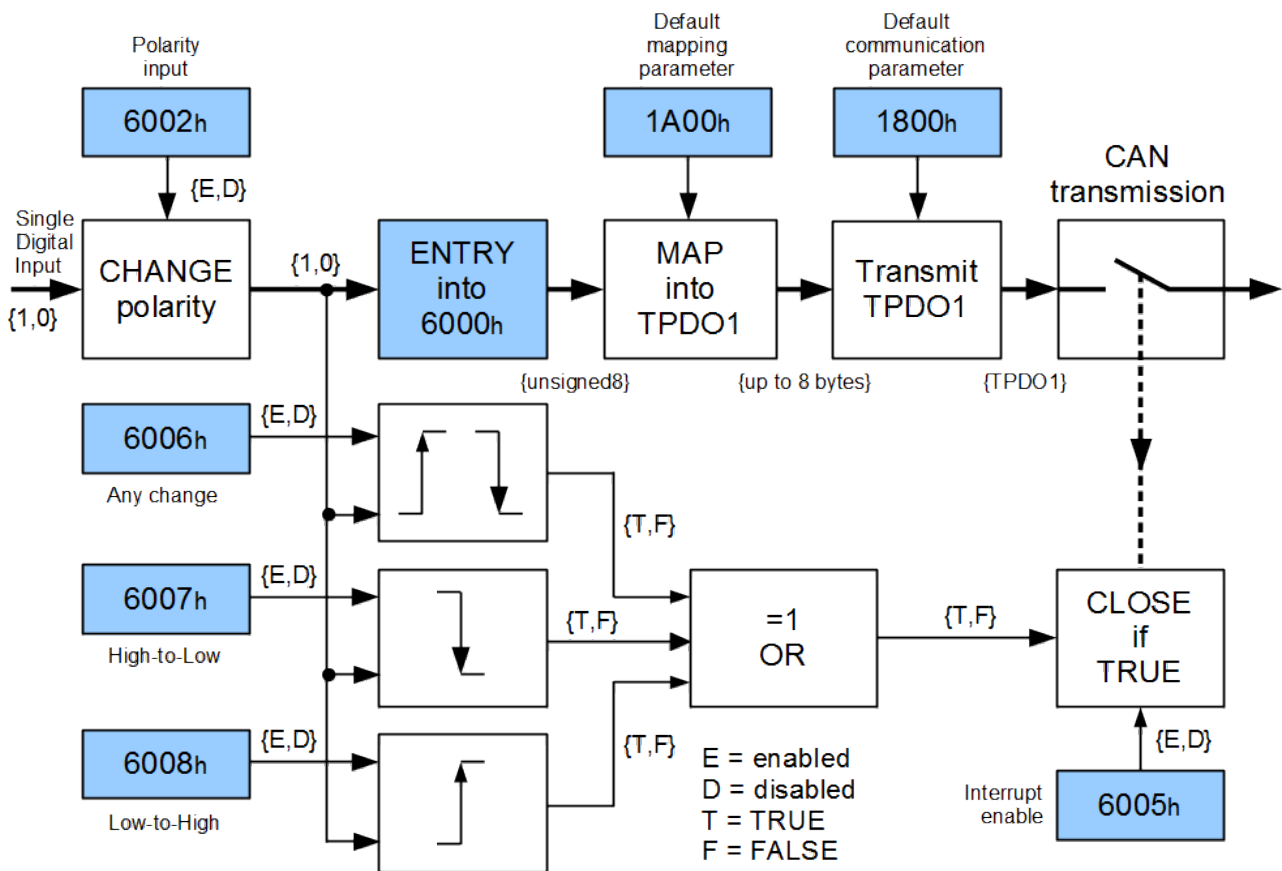 Polarity
input
6002h
{E,D}
Default
mapping
parameter
1A00h
Default
communication
parameter
1800h
CAN
transmission
Single
Digital
Input
{1,0}
CHANGE
polarity
{1,0}
ENTRY
into
6000h
{unsigned8}
MAP
into
TPDO1
{up to 8 bytes}
Transmit
TPDO1
{TPDO1}
6006h
Any change
{E,D}
{T,F}
6007h
High-to-Low
{E,D}
{T,F}
6008h
Low-to-High
{E,D}
{T,F}
=1
OR
{T,F}
CLOSE
if
TRUE
{E,D}
Interrupt
enable
6005h
E = enabled
D = disabled
T = TRUE
F = FALSE